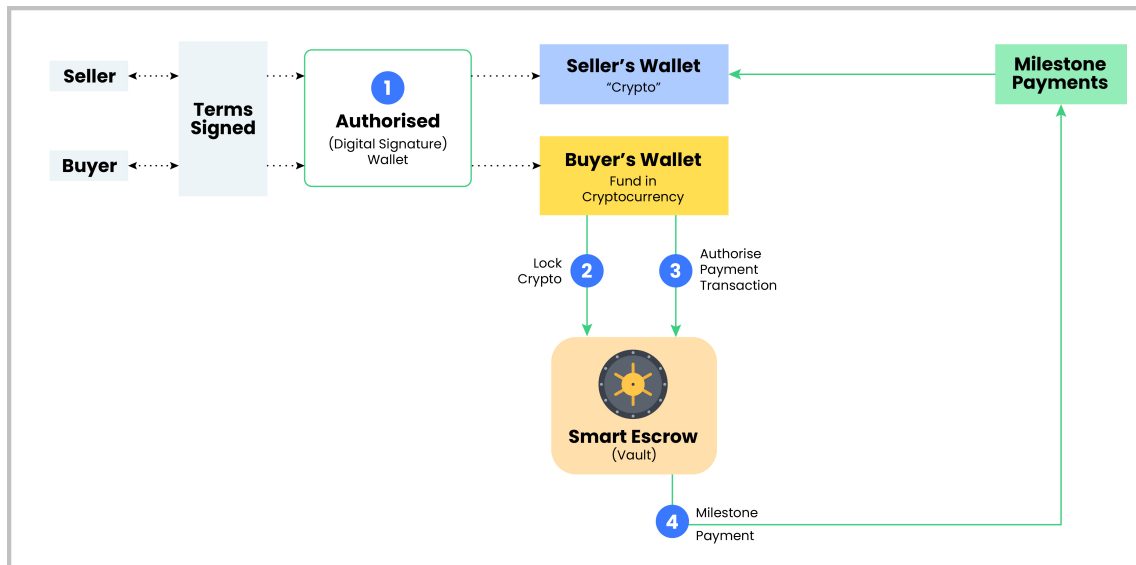 Seller
Buyer
Terms
Signed
1
Authorised
(Digital Signature)
Wallet
Seller’s Wallet
“Crypto”
Buyer’s Wallet
Fund in
Cryptocurrency
Milestone
Payments
Lock
Crypto
2
3
Authorise
Payment
Transaction
Smart Escrow
(Vault)
4
Milestone
Payment